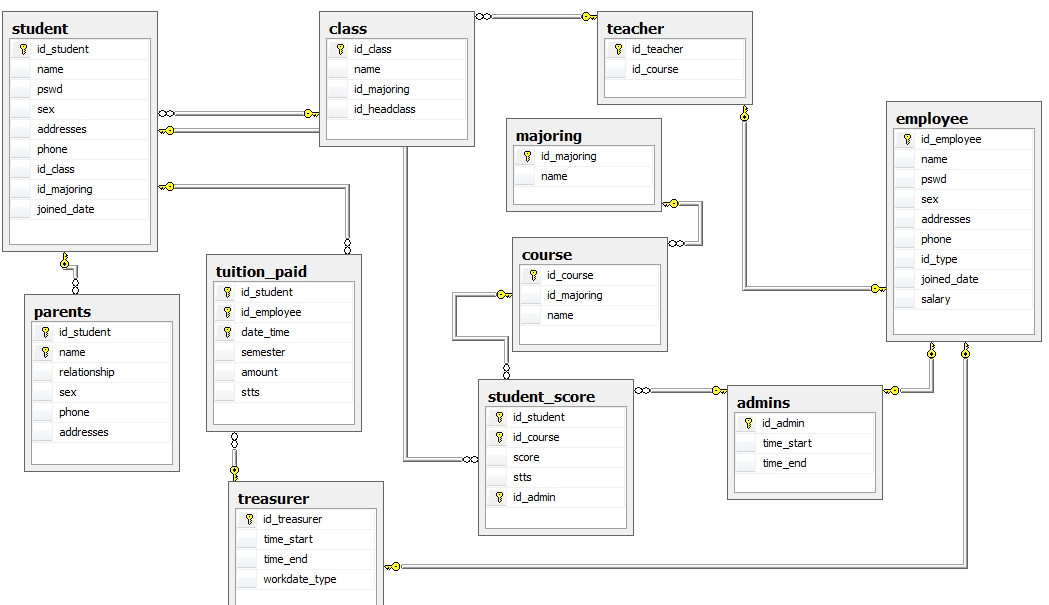 student
id_student
name
pswd
sex
addresses
phone
id_class
id_majoring
joined_date
class
id_class
name
id_majoring
id_headclass
teacher
id_teacher
id_course
majoring
id_majoring
name
employee
id_employee
name
pswd
sex
addresses
phone
id_type
joined_date
salary
course
id_course
id_majoring
name
tuition_paid
id_student
id_employee
date_time
semester
amount
stts
parents
id_student
name
relationship
sex
phone
addresses
student_score
id_student
id_course
score
stts
id_admin
admins
id_admin
time_start
time_end
treasurer
id_treasurer
time_start
time_end
workdate_type